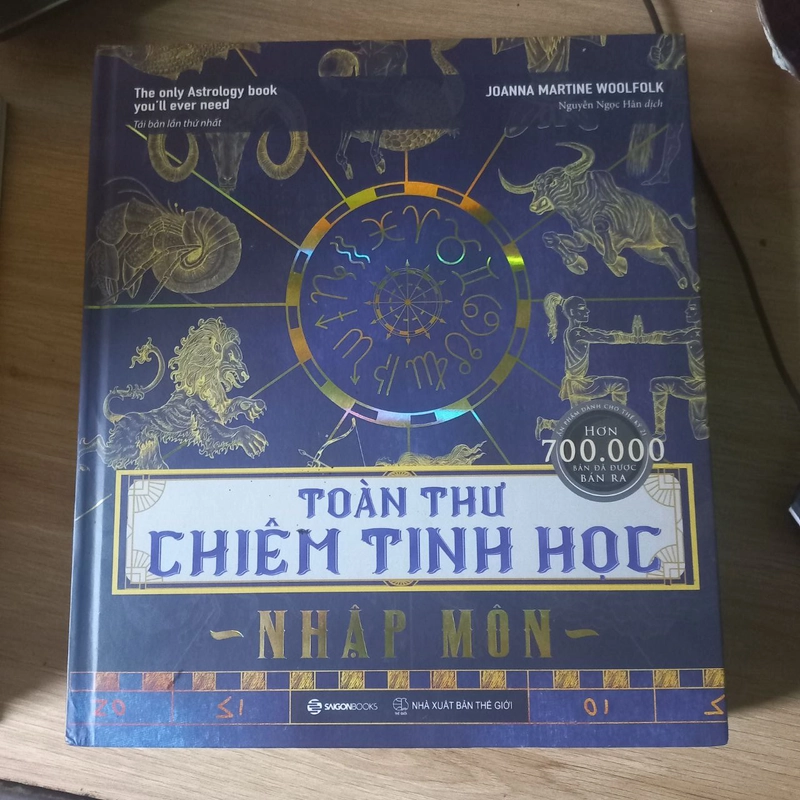 The only Astrology book
you'll ever need
Tái bản lần thứ nhất
JOANNA MARTINE WOOLFOLK
Nguyễn Ngọc Hân dịch
HƠN
700.000
BẢN ĐÃ ĐƯỢC
BÁN RA
TOÀN THƯ
CHIÊM TINH HỌC
NHẬP MÔN
SAIGONBOOKS
THẾ GIỚI
NHÀ XUẤT BẢN THẾ GIỚI